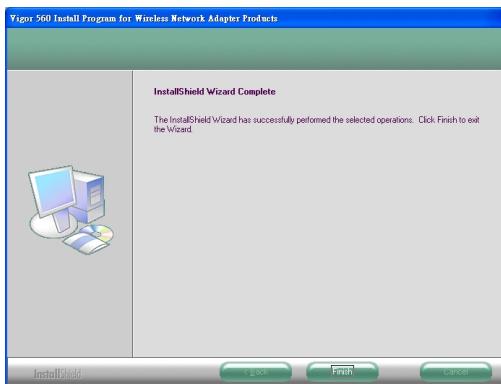 Vigor 560 Install Program for Wireless Network Adapter Products
InstallShield Wizard Complete
The InstallShield Wizard has successfully performed the selected operations. Click Finish to exit
the Wizard.
InstallShield
< Back
Finish
Cancel